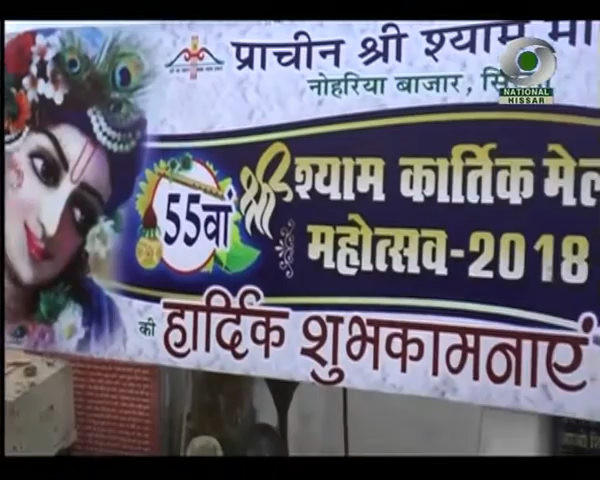 प्राचीन श्री श्याम
नोहरिया बाजार,
NATIONAL
HISSAR
55वां श्री श्याम कार्तिक
महोत्सव-2018
की हार्दिक शुभकामनाएं